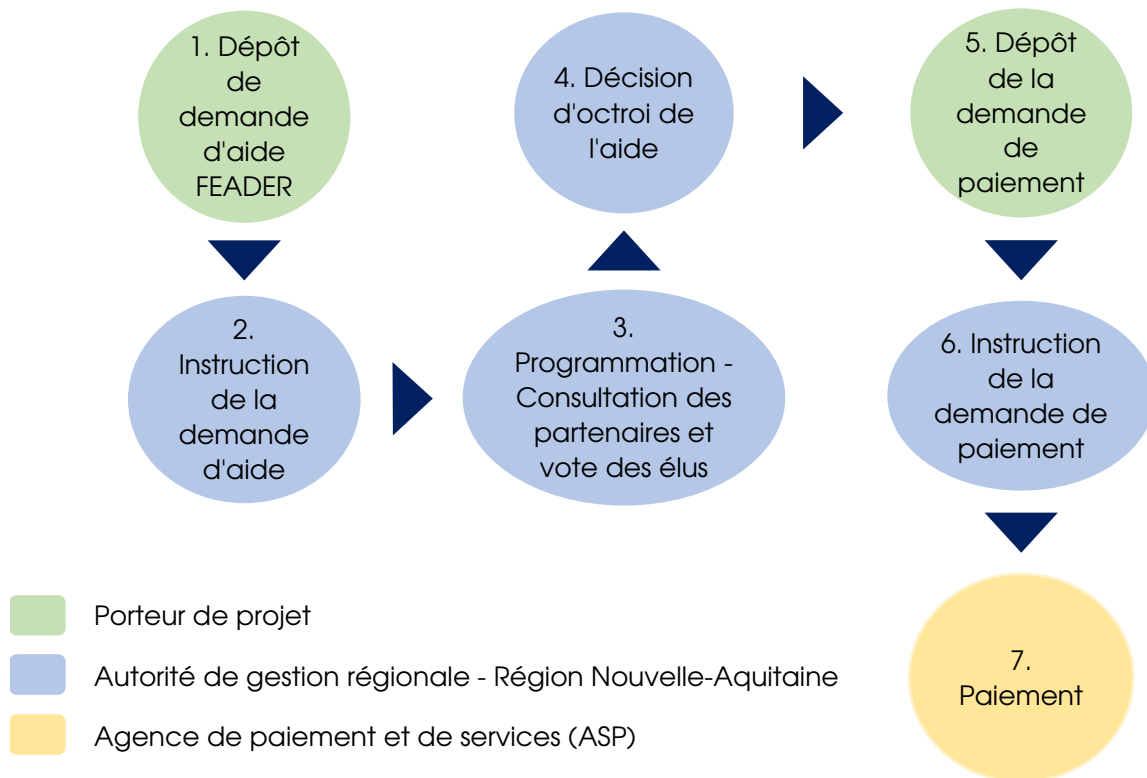 1. Dépôt
de
demande
d'aide
FEADER
2.
Instruction
de la
demande
d'aide
3.
Programmation -
Consultation des
partenaires et
vote des élus
4. Décision
d'octroi de
l'aide
5. Dépôt
de la
demande
de
paiement
6. Instruction
de la
demande de
paiement
7.
Paiement
Porteur de projet
Autorité de gestion régionale - Région Nouvelle-Aquitaine
Agence de paiement et de services (ASP)